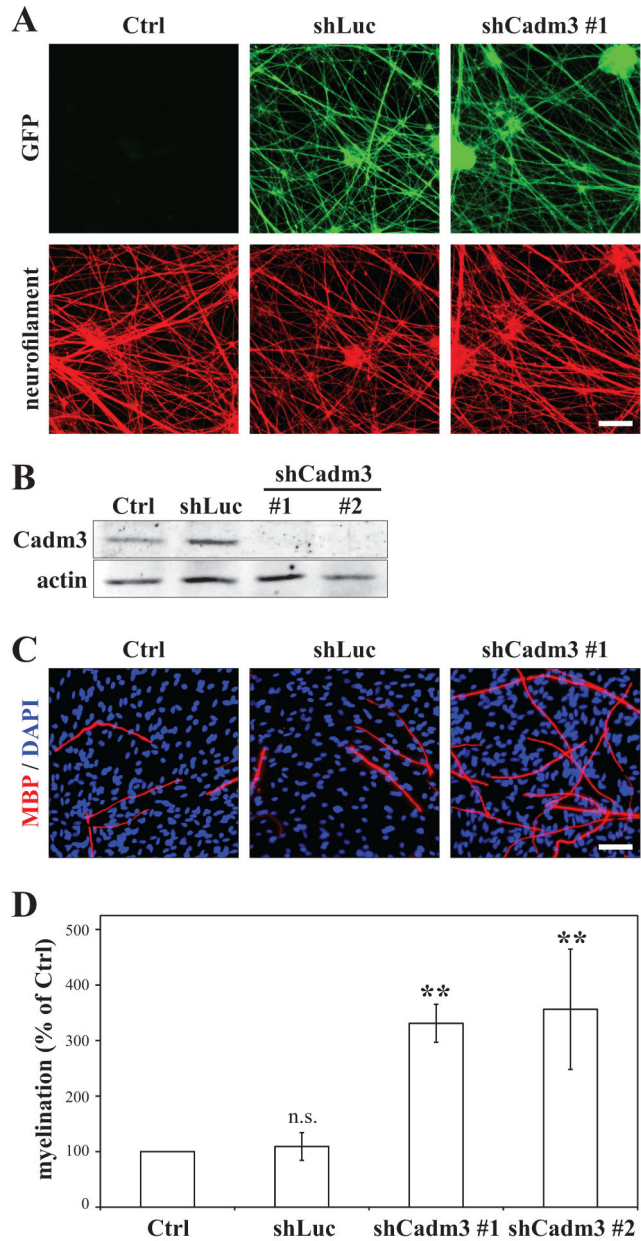 A
Ctrl
shLuc
shCadm3 #1
GFP
neurofilament
B
shCadm3
Ctrl
shLuc
#1
#2
Cadm3
actin
C
Ctrl
shLuc
shCadm3 #1
MBP / DAPI
D
myelination (% of Ctrl)
500
400
300
200
100
0
n.s.
**
**
Ctrl
shLuc
shCadm3 #1
shCadm3 #2